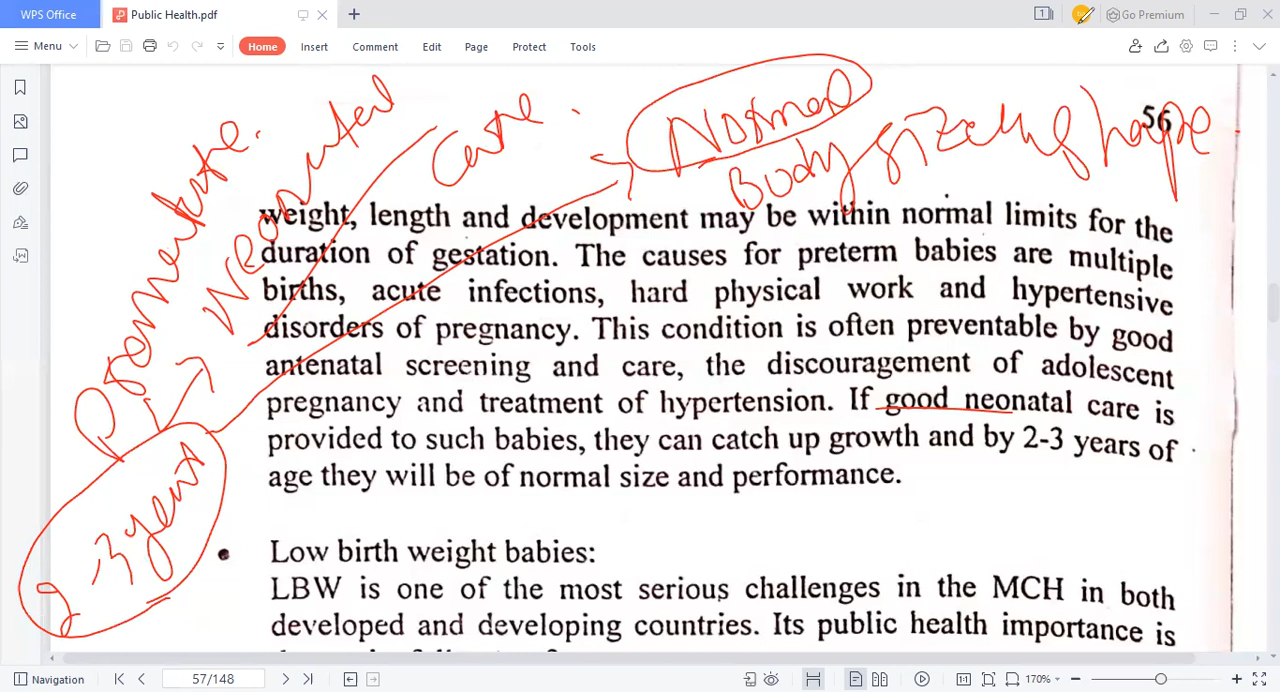 WPS Office
Public Health.pdf
Go Premium
Menu
Home
Insert
Comment
Edit
Page
Protect
Tools
56
Normal
Body size
Care
2-3 years
weight, length and development may be within normal limits for the
duration of gestation. The causes for preterm babies are multiple
births, acute infections, hard physical work and hypertensive
disorders of pregnancy. This condition is often preventable by good
antenatal screening and care, the discouragement of adolescent
pregnancy and treatment of hypertension. If good neonatal care is
provided to such babies, they can catch up growth and by 2-3 years of
age they will be of normal size and performance.
• Low birth weight babies:
LBW is one of the most serious challenges in the MCH in both
developed and developing countries. Its public health importance is
Navigation
57/148
170%